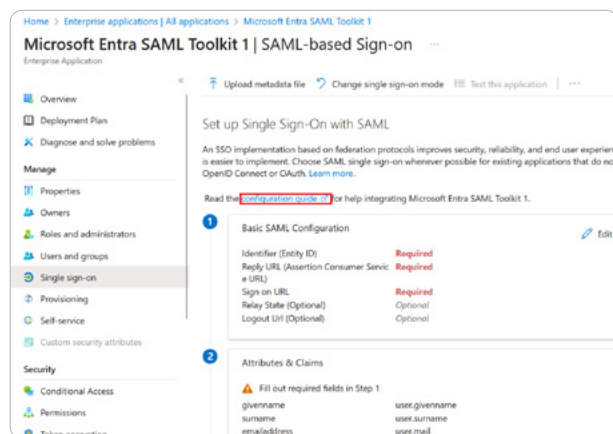 Home > Enterprise applications | All applications > Microsoft Entra SAML Toolkit 1
Microsoft Entra SAML Toolkit 1 | SAML-based Sign-on ...
Enterprise Application
«
Overview
Deployment Plan
Diagnose and solve problems
Manage
Properties
Owners
Roles and administrators
Users and groups
Single sign-on
Provisioning
Self-service
Custom security attributes
Security
Conditional Access
Permissions
Token encryption
Upload metadata file Change single sign-on mode Test this application | ...
Set up Single Sign-On with SAML
An SSO implementation based on federation protocols improves security, reliability, and end user experien
is easier to implement. Choose SAML single sign-on whenever possible for existing applications that do no
OpenID Connect or OAuth. Learn more.
Read the configuration guide for help integrating Microsoft Entra SAML Toolkit 1.
1
Basic SAML Configuration
Edit
Identifier (Entity ID) Required
Reply URL (Assertion Consumer Servic Required
e URL)
Sign on URL Required
Relay State (Optional) Optional
Logout Url (Optional) Optional
2
Attributes & Claims
Fill out required fields in Step 1
givenname user.givenname
surname user.surname
emailaddress user.mail